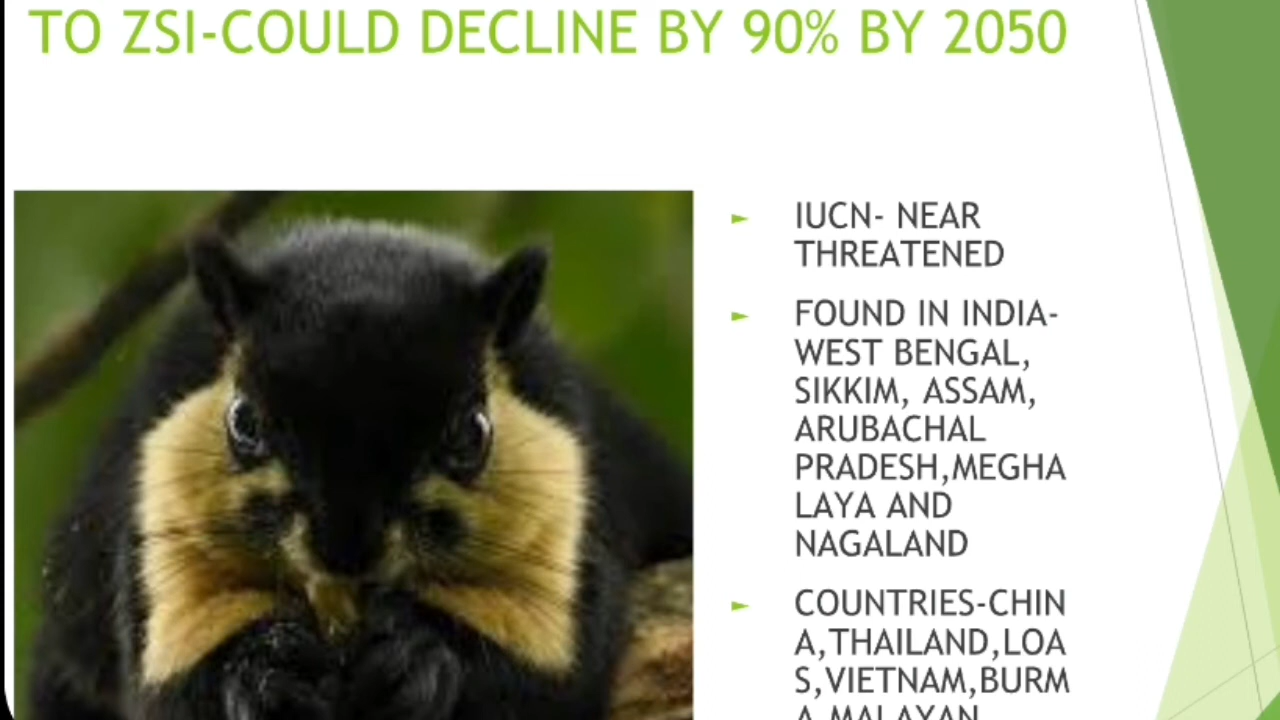 TO ZSI-COULD DECLINE BY 90% BY 2050
IUCN- NEAR
THREATENED
FOUND IN INDIA-
WEST BENGAL,
SIKKIM, ASSAM,
ARUBACHAL
PRADESH,MEGHA
LAYA AND
NAGALAND
COUNTRIES-CHIN
A,THAILAND,LOA
S,VIETNAM,BURM
A,MALAYAN